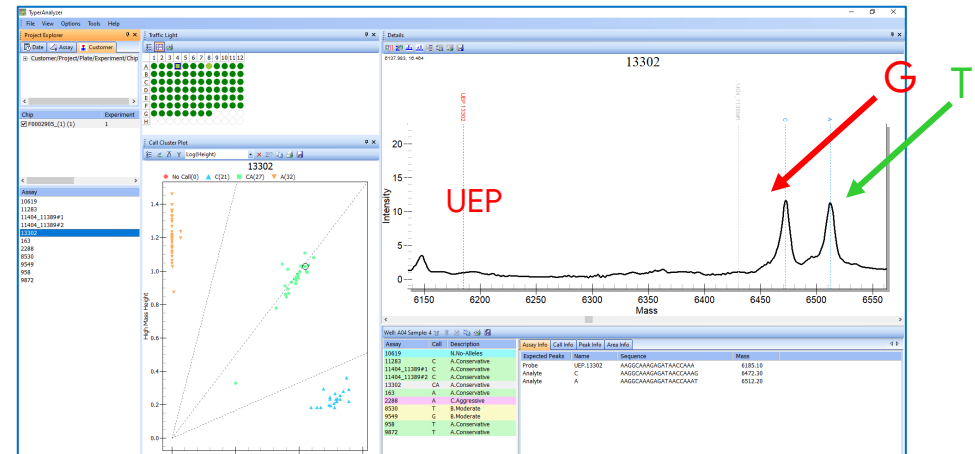 TyperAnalyzer
File View Options Tools Help
Project Explorer
Date Assay Customer
Customer/Project/Plate/Experiment/Chip
Chip Experiment
F0002905_(1) (1) 1
Assay
10619
11283
11404_11389#1
11404_11389#2
13302
163
2288
8530
9549
958
9872
Traffic Light
1 2 3 4 5 6 7 8 9 10 11 12
A
B
C
D
E
F
G
H
Call Cluster Plot
Y Log(Height)
13302
No Call(0) C(21) CA(27) A(32)
High Mass Height
1.4
1.2
1.0
0.8
0.6
0.4
0.2
0.0
Details
6137.983, 16.464
13302
G T
UEP-13302
C
A
UEP
Intensity
20
15
10
5
0
6150 6200 6250 6300 6350 6400 6450 6500 6550
Mass
Well: A04 Sample: 4
Assay Call Description
10619 N.No-Alleles
11283 C A.Conservative
11404_11389#1 C A.Conservative
11404_11389#2 C A.Conservative
13302 CA A.Conservative
163 A A.Conservative
2288 A C.Aggressive
8530 T B.Moderate
9549 G B.Moderate
958 T A.Conservative
9872 T A.Conservative
Assay Info Call Info Peak Info Area Info
Expected Peaks Name Sequence Mass
Probe UEP.13302 AAGGCAAAGAGATAACCAAA 6185.10
Analyte C AAGGCAAAGAGATAACCAAAG 6472.30
Analyte A AAGGCAAAGAGATAACCAAAT 6512.20